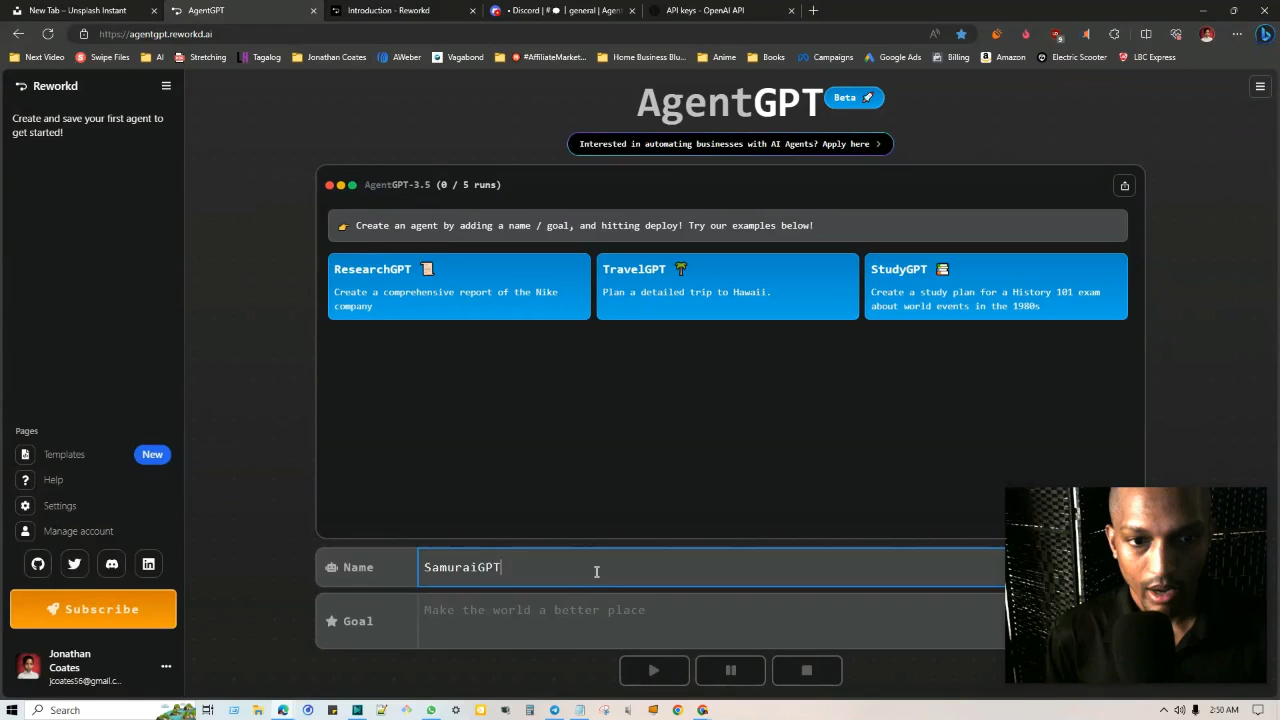 New Tab – Unsplash Instant
AgentGPT
Introduction - Reworkd
• Discord | #💬 | general | Agen
API keys - OpenAI API
https://agentgpt.reworkd.ai
Next Video
Swipe Files
AI
Stretching
Tagalog
Jonathan Coates
AWeber
Vagabond
#AffiliateMarket...
Home Business Blu...
Anime
Books
Campaigns
Google Ads
Billing
Amazon
Electric Scooter
LBC Express
Reworkd
Create and save your first agent to
get started!
AgentGPT
Beta 🚀
Interested in automating businesses with AI Agents? Apply here >
AgentGPT-3.5 (0 / 5 runs)
👉 Create an agent by adding a name / goal, and hitting deploy! Try our examples below!
ResearchGPT 📜
Create a comprehensive report of the Nike
company
TravelGPT 🌴
Plan a detailed trip to Hawaii.
StudyGPT 📚
Create a study plan for a History 101 exam
about world events in the 1980s
Pages
Templates
New
Help
Settings
Manage account
Subscribe
Jonathan
Coates
jcoates56@gmail.c...
Name
SamuraiGPT
Goal
Make the world a better place
Search
2:50 AM